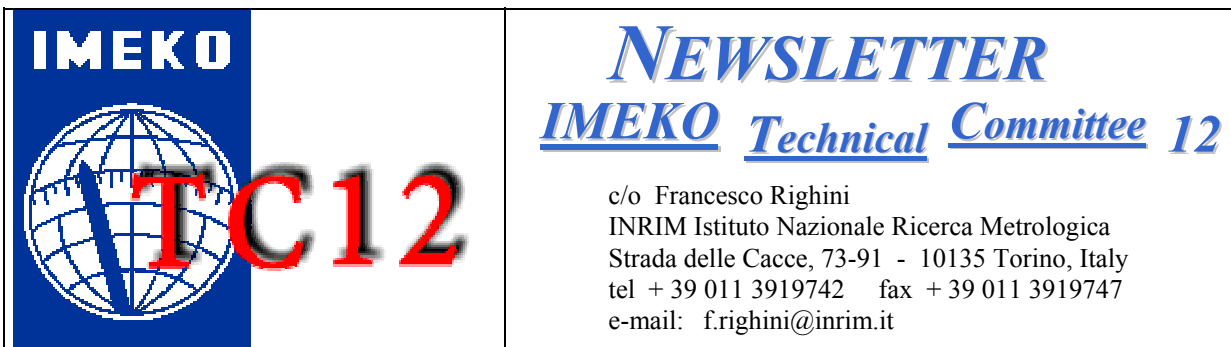 IMEKO
TC12
NEWSLETTER
IMEKO Technical Committee 12
c/o Francesco Righini
INRIM Istituto Nazionale Ricerca Metrologica
Strada delle Cacce, 73-91 - 10135 Torino, Italy
tel + 39 011 3919742 fax + 39 011 3919747
e-mail: f.righini@inrim.it